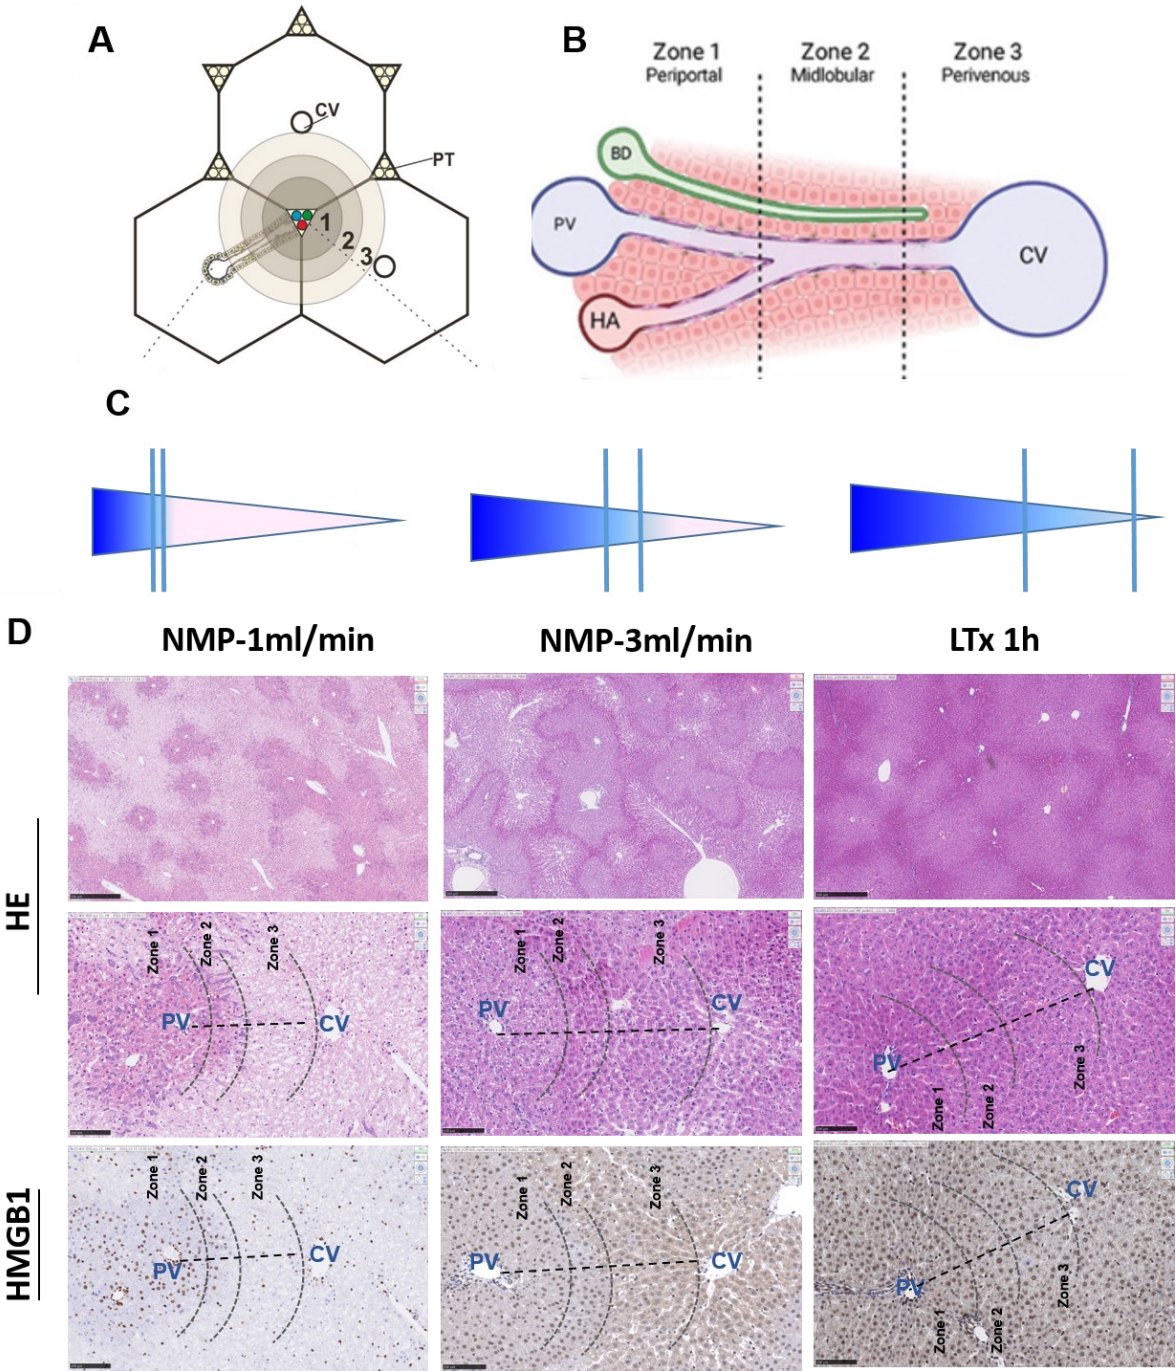 A
CV
PT
1
2
3
B
Zone 1
Periportal
Zone 2
Midlobular
Zone 3
Perivenous
BD
PV
HA
CV
C
D
NMP-1ml/min
NMP-3ml/min
LTx 1h
HE
Zone 1
Zone 2
Zone 3
PV
CV
Zone 1
Zone 2
Zone 3
PV
CV
CV
PV
Zone 1
Zone 2
Zone 3
HMGB1
Zone 1
Zone 2
Zone 3
PV
CV
Zone 1
Zone 2
Zone 3
PV
CV
CV
PV
Zone 1
Zone 2
Zone 3